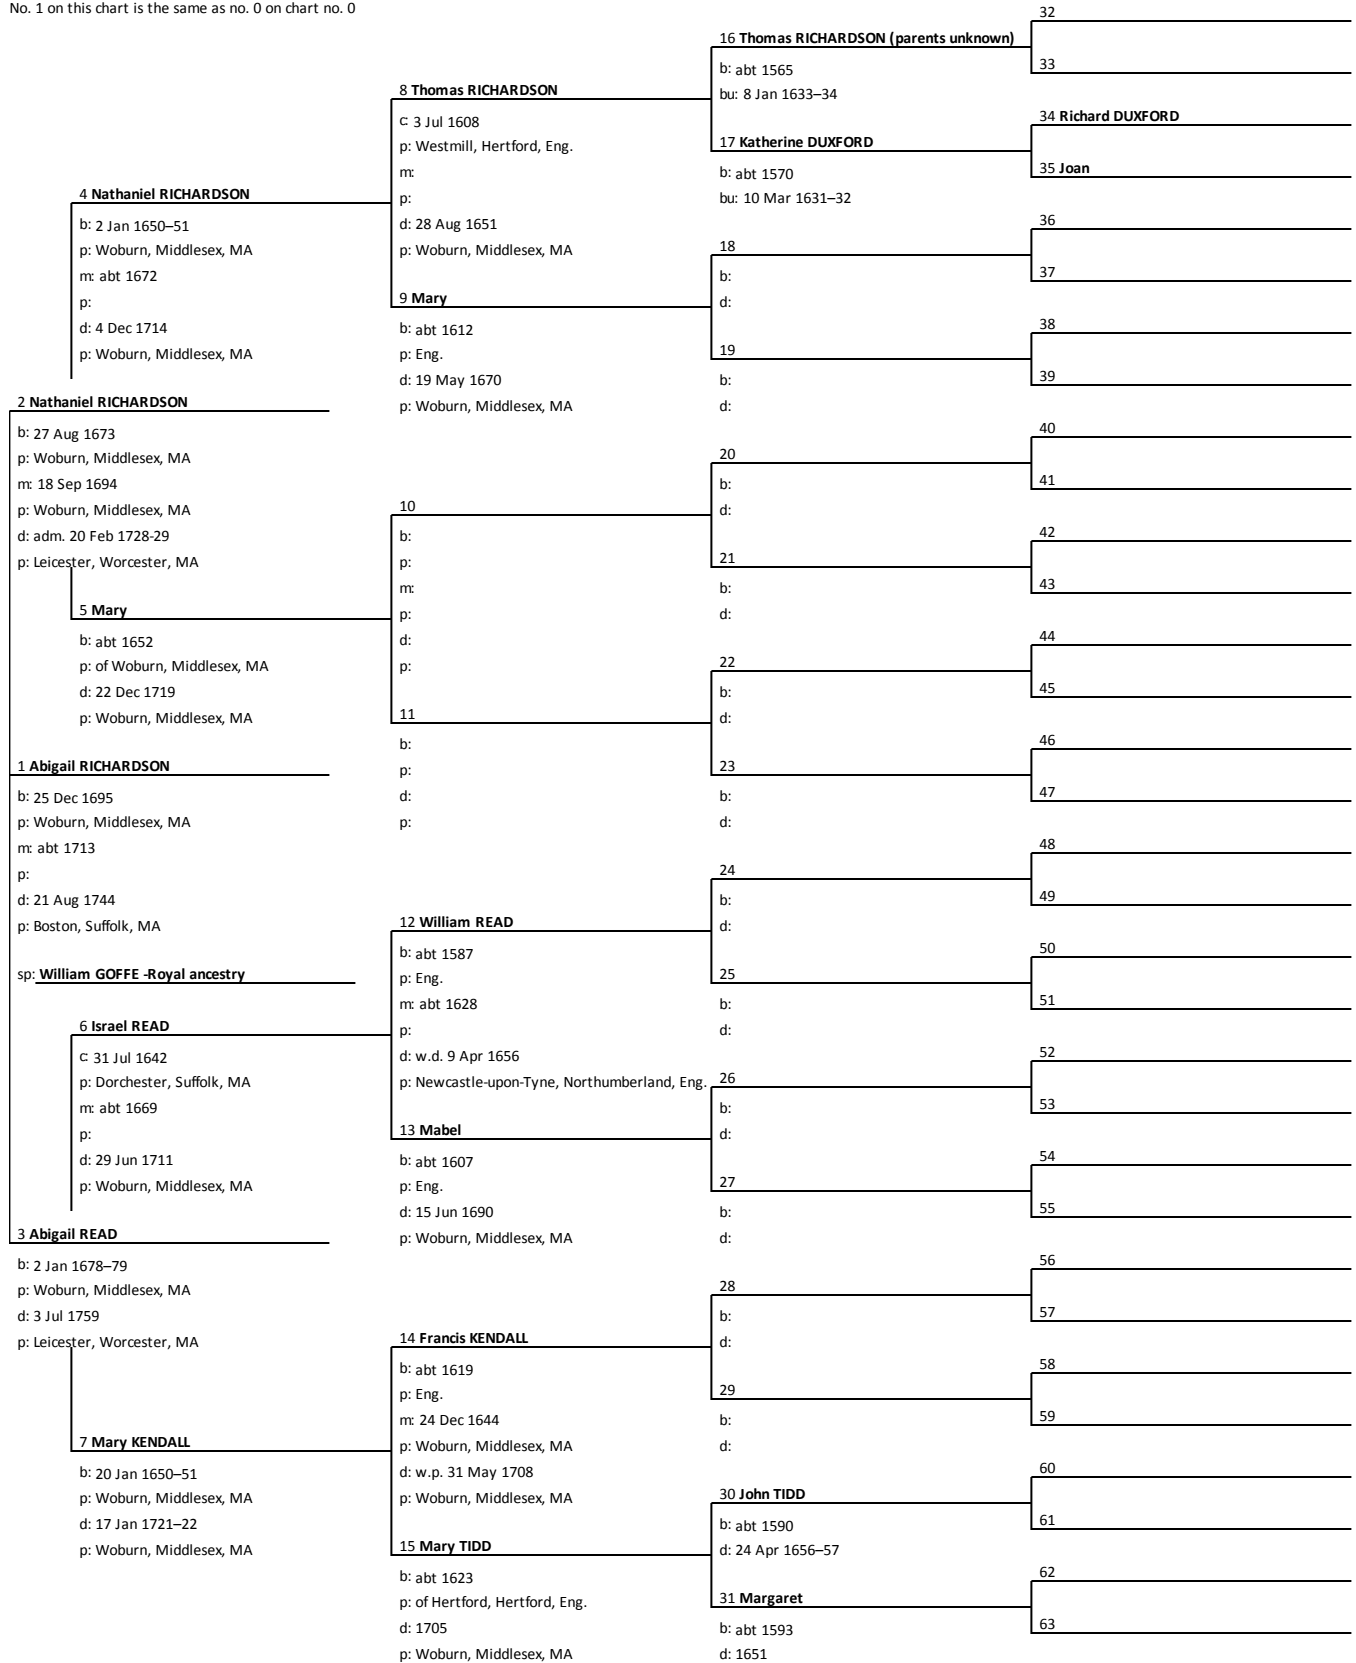 No. 1 on this chart is the same as no. 0 on chart no. 0
2 Nathaniel RICHARDSON
b: 27 Aug 1673
p: Woburn, Middlesex, MA
m: 18 Sep 1694
p: Woburn, Middlesex, MA
d: adm. 20 Feb 1728-29
p: Leicester, Worcester, MA
1 Abigail RICHARDSON
b: 25 Dec 1695
p: Woburn, Middlesex, MA
m: abt 1713
p:
d: 21 Aug 1744
p: Boston, Suffolk, MA
sp: William GOFFE -Royal ancestry
3 Abigail READ
b: 2 Jan 1678–79
p: Woburn, Middlesex, MA
d: 3 Jul 1759
p: Leicester, Worcester, MA
4 Nathaniel RICHARDSON
b: 2 Jan 1650–51
p: Woburn, Middlesex, MA
m: abt 1672
p:
d: 4 Dec 1714
p: Woburn, Middlesex, MA
5 Mary
b: abt 1652
p: of Woburn, Middlesex, MA
d: 22 Dec 1719
p: Woburn, Middlesex, MA
6 Israel READ
c: 31 Jul 1642
p: Dorchester, Suffolk, MA
m: abt 1669
p:
d: 29 Jun 1711
p: Woburn, Middlesex, MA
7 Mary KENDALL
b: 20 Jan 1650–51
p: Woburn, Middlesex, MA
d: 17 Jan 1721–22
p: Woburn, Middlesex, MA
8 Thomas RICHARDSON
c: 3 Jul 1608
p: Westmill, Hertford, Eng.
m:
p:
d: 28 Aug 1651
p: Woburn, Middlesex, MA
9 Mary
b: abt 1612
p: Eng.
d: 19 May 1670
p: Woburn, Middlesex, MA
10
b:
p:
m:
p:
d:
p:
11
b:
p:
d:
p:
12 William READ
b: abt 1587
p: Eng.
m: abt 1628
p:
d: w.d. 9 Apr 1656
p: Newcastle-upon-Tyne, Northumberland, Eng.
13 Mabel
b: abt 1607
p: Eng.
d: 15 Jun 1690
p: Woburn, Middlesex, MA
14 Francis KENDALL
b: abt 1619
p: Eng.
m: 24 Dec 1644
p: Woburn, Middlesex, MA
d: w.p. 31 May 1708
p: Woburn, Middlesex, MA
15 Mary TIDD
b: abt 1623
p: of Hertford, Hertford, Eng.
d: 1705
p: Woburn, Middlesex, MA
16 Thomas RICHARDSON (parents unknown)
b: abt 1565
bu: 8 Jan 1633–34
17 Katherine DUXFORD
b: abt 1570
bu: 10 Mar 1631–32
18
b:
d:
19
b:
d:
20
b:
d:
21
b:
d:
22
b:
d:
23
b:
d:
24
b:
d:
25
b:
d:
26
b:
d:
27
b:
d:
28
b:
d:
29
b:
d:
30 John TIDD
b: abt 1590
d: 24 Apr 1656–57
31 Margaret
b: abt 1593
d: 1651
32
33
34 Richard DUXFORD
35 Joan
36
37
38
39
40
41
42
43
44
45
46
47
48
49
50
51
52
53
54
55
56
57
58
59
60
61
62
63